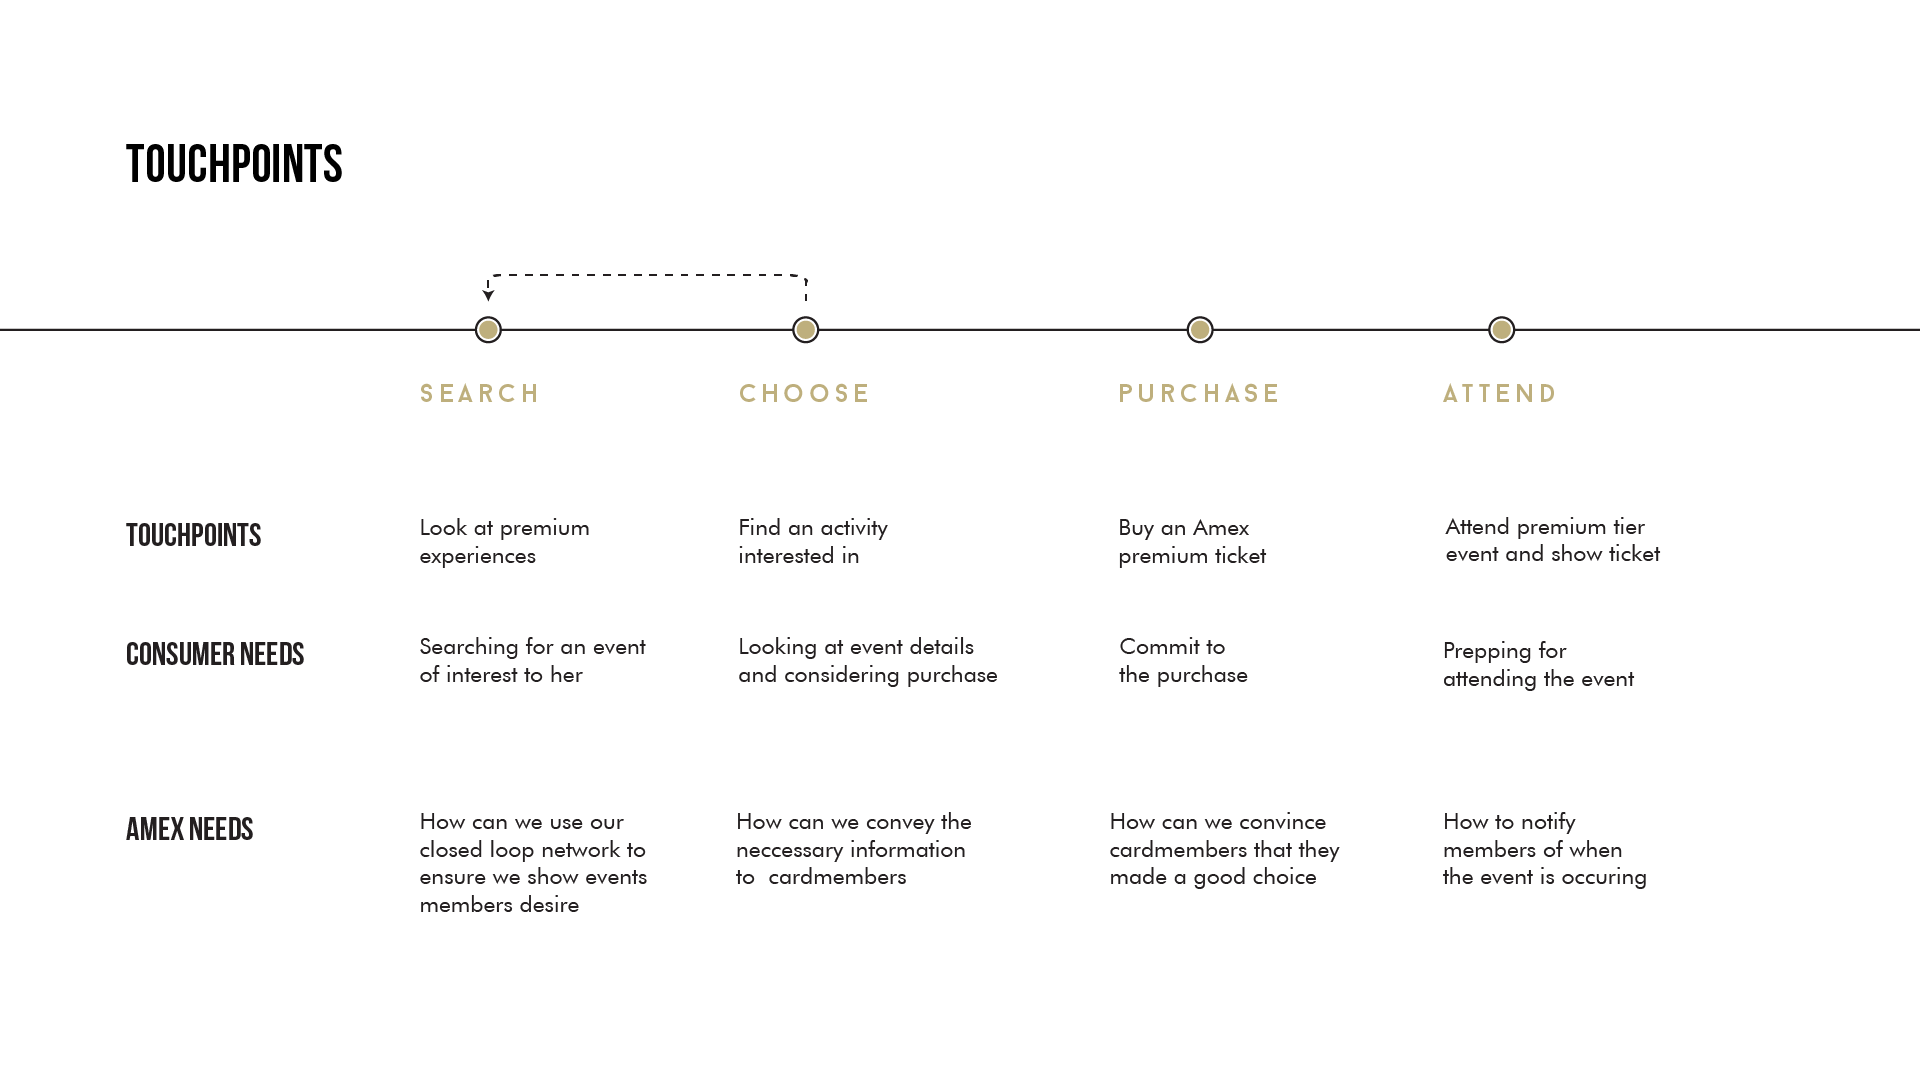 TOUCHPOINTS
SEARCH
CHOOSE
PURCHASE
ATTEND
TOUCHPOINTS
Look at premium
experiences
Find an activity
interested in
Buy an Amex
premium ticket
Attend premium tier
event and show ticket
CONSUMER NEEDS
Searching for an event
of interest to her
Looking at event details
and considering purchase
Commit to
the purchase
Prepping for
attending the event
AMEX NEEDS
How can we use our
closed loop network to
ensure we show events
members desire
How can we convey the
neccessary information
to  cardmembers
How can we convince
cardmembers that they
made a good choice
How to notify
members of when
the event is occuring